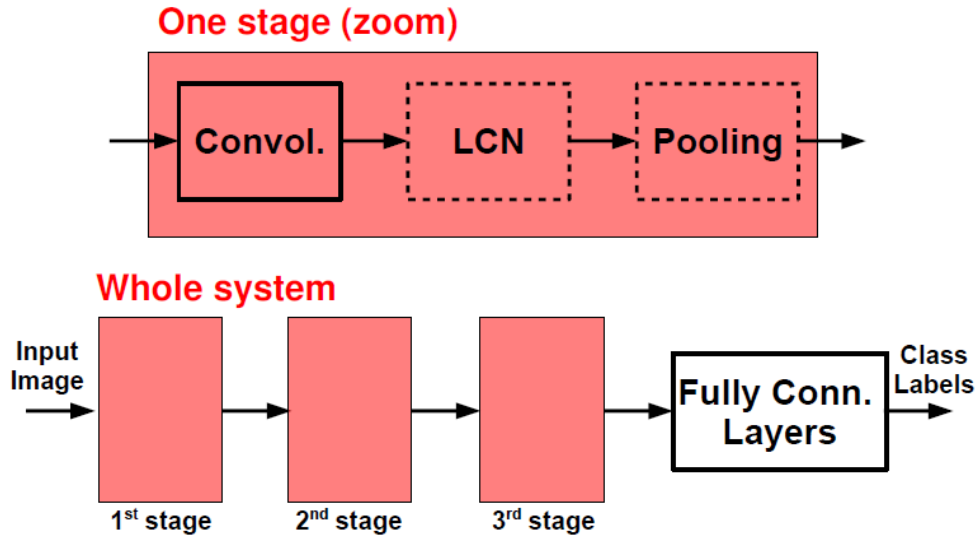 One stage (zoom)
Convol.
LCN
Pooling
Whole system
Input
Image
Fully Conn.
Layers
Class
Labels
1st stage
2nd stage
3rd stage